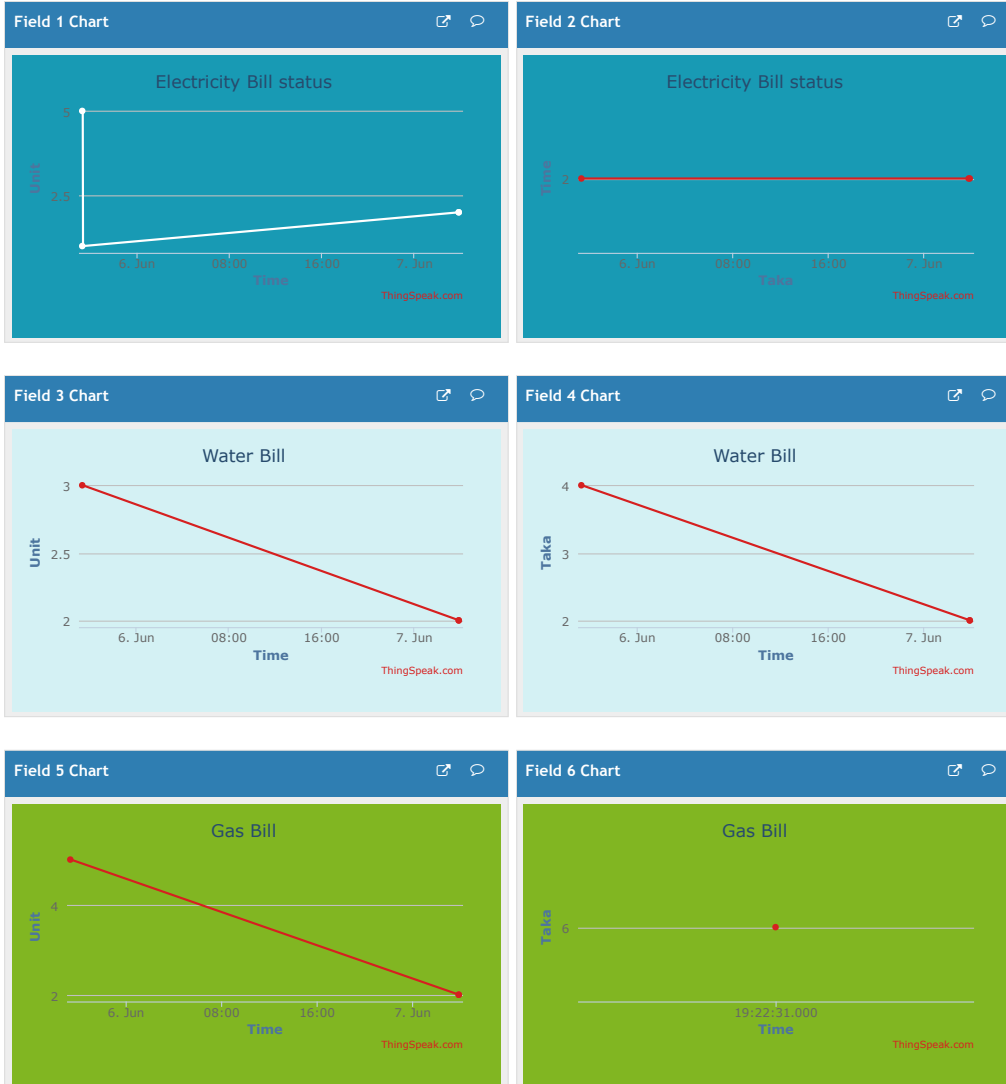 Field 1 Chart
Electricity Bill status
5
2.5
Unit
6. Jun 08:00 16:00 7. Jun
Time
ThingSpeak.com
Field 2 Chart
Electricity Bill status
2
Time
6. Jun 08:00 16:00 7. Jun
Taka
ThingSpeak.com
Field 3 Chart
Water Bill
3
2.5
2
Unit
6. Jun 08:00 16:00 7. Jun
Time
ThingSpeak.com
Field 4 Chart
Water Bill
4
3
2
Taka
6. Jun 08:00 16:00 7. Jun
Time
ThingSpeak.com
Field 5 Chart
Gas Bill
4
2
Unit
6. Jun 08:00 16:00 7. Jun
Time
ThingSpeak.com
Field 6 Chart
Gas Bill
6
Taka
19:22:31.000
Time
ThingSpeak.com